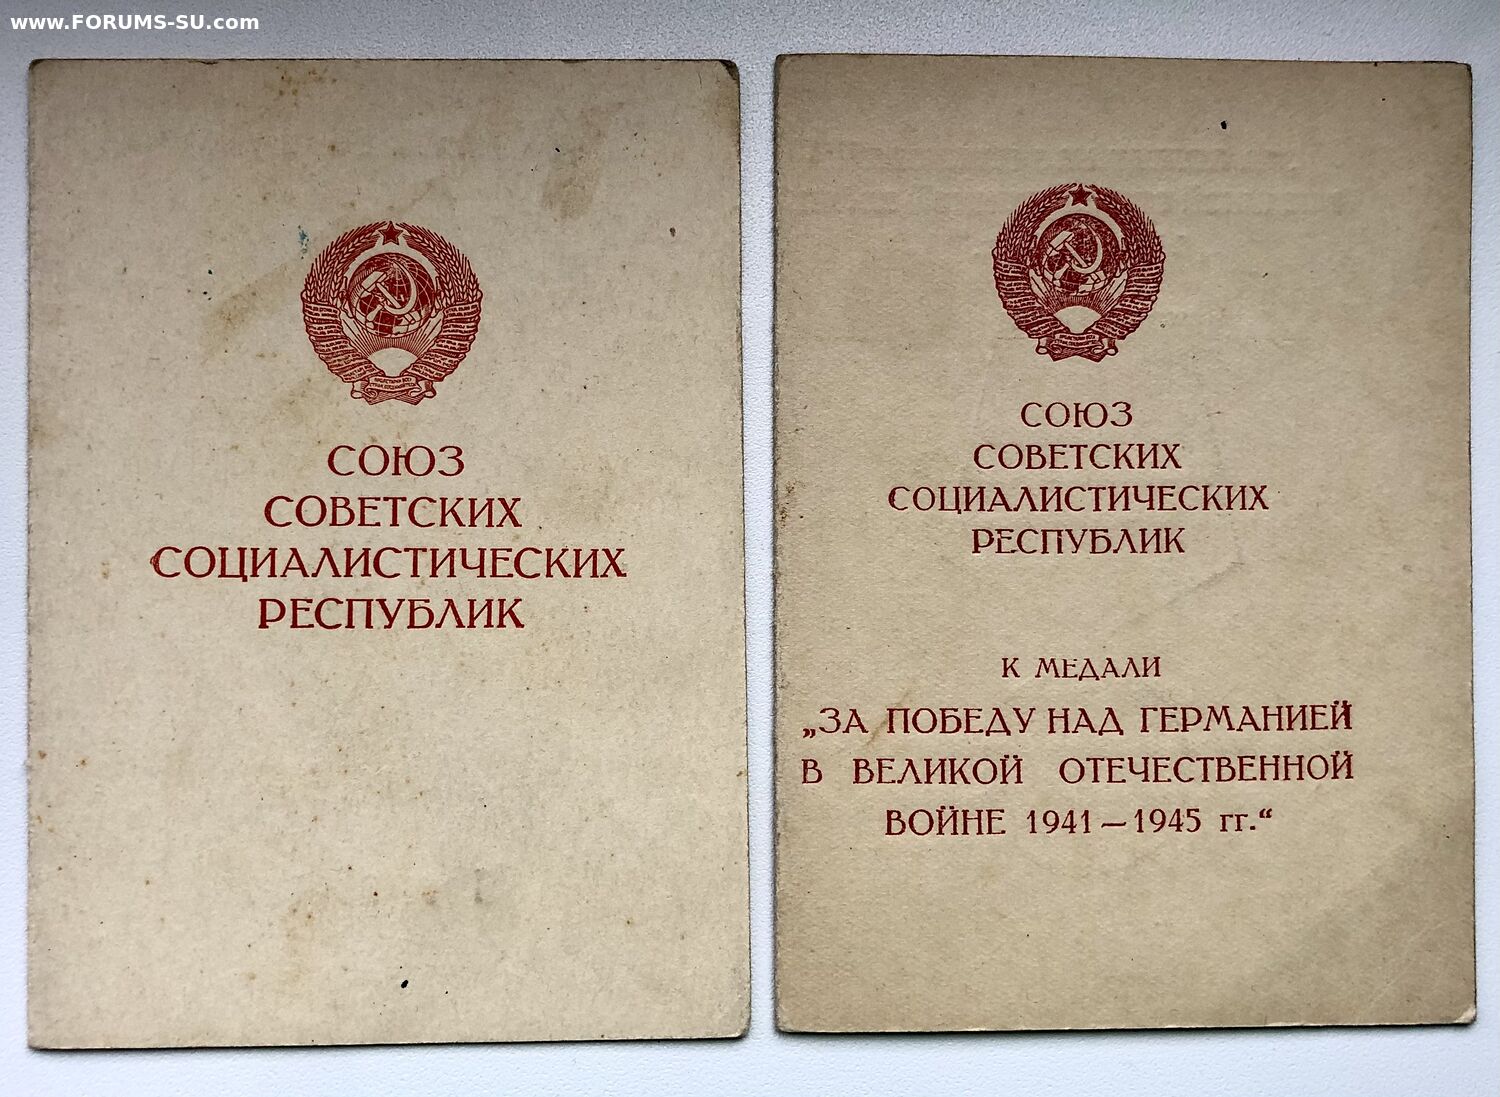 www.FORUMS-SU.com
СОЮЗ
СОВЕТСКИХ
СОЦИАЛИСТИЧЕСКИХ
РЕСПУБЛИК
СОЮЗ
СОВЕТСКИХ
СОЦИАЛИСТИЧЕСКИХ
РЕСПУБЛИК
К МЕДАЛИ
„ЗА ПОБЕДУ НАД ГЕРМАНИЕЙ
В ВЕЛИКОЙ ОТЕЧЕСТВЕННОЙ
ВОЙНЕ 1941—1945 гг.“